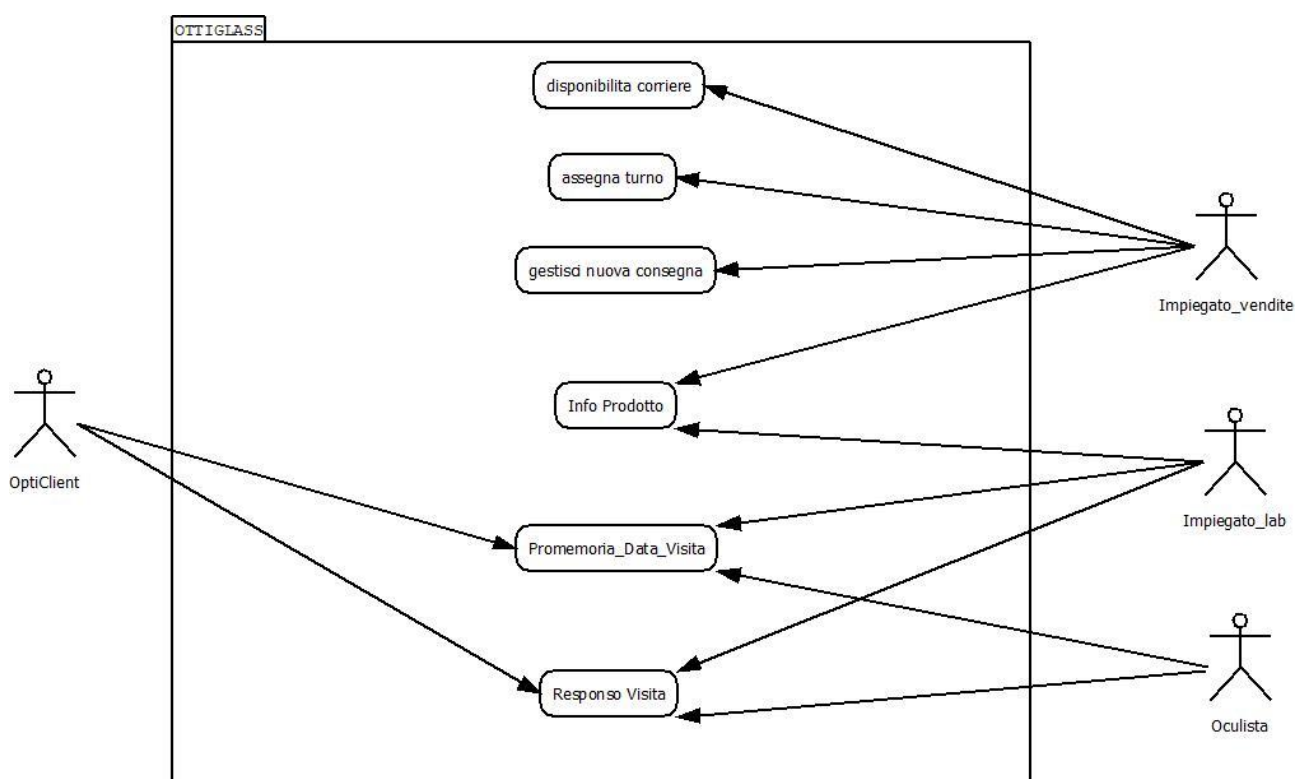 OTTIGLASS
disponibilita corriere
assegna turno
gestisci nuova consegna
Impiegato_vendite
Info Prodotto
OptiClient
Impiegato_lab
Promemoria_Data_Visita
Responso Visita
Oculista